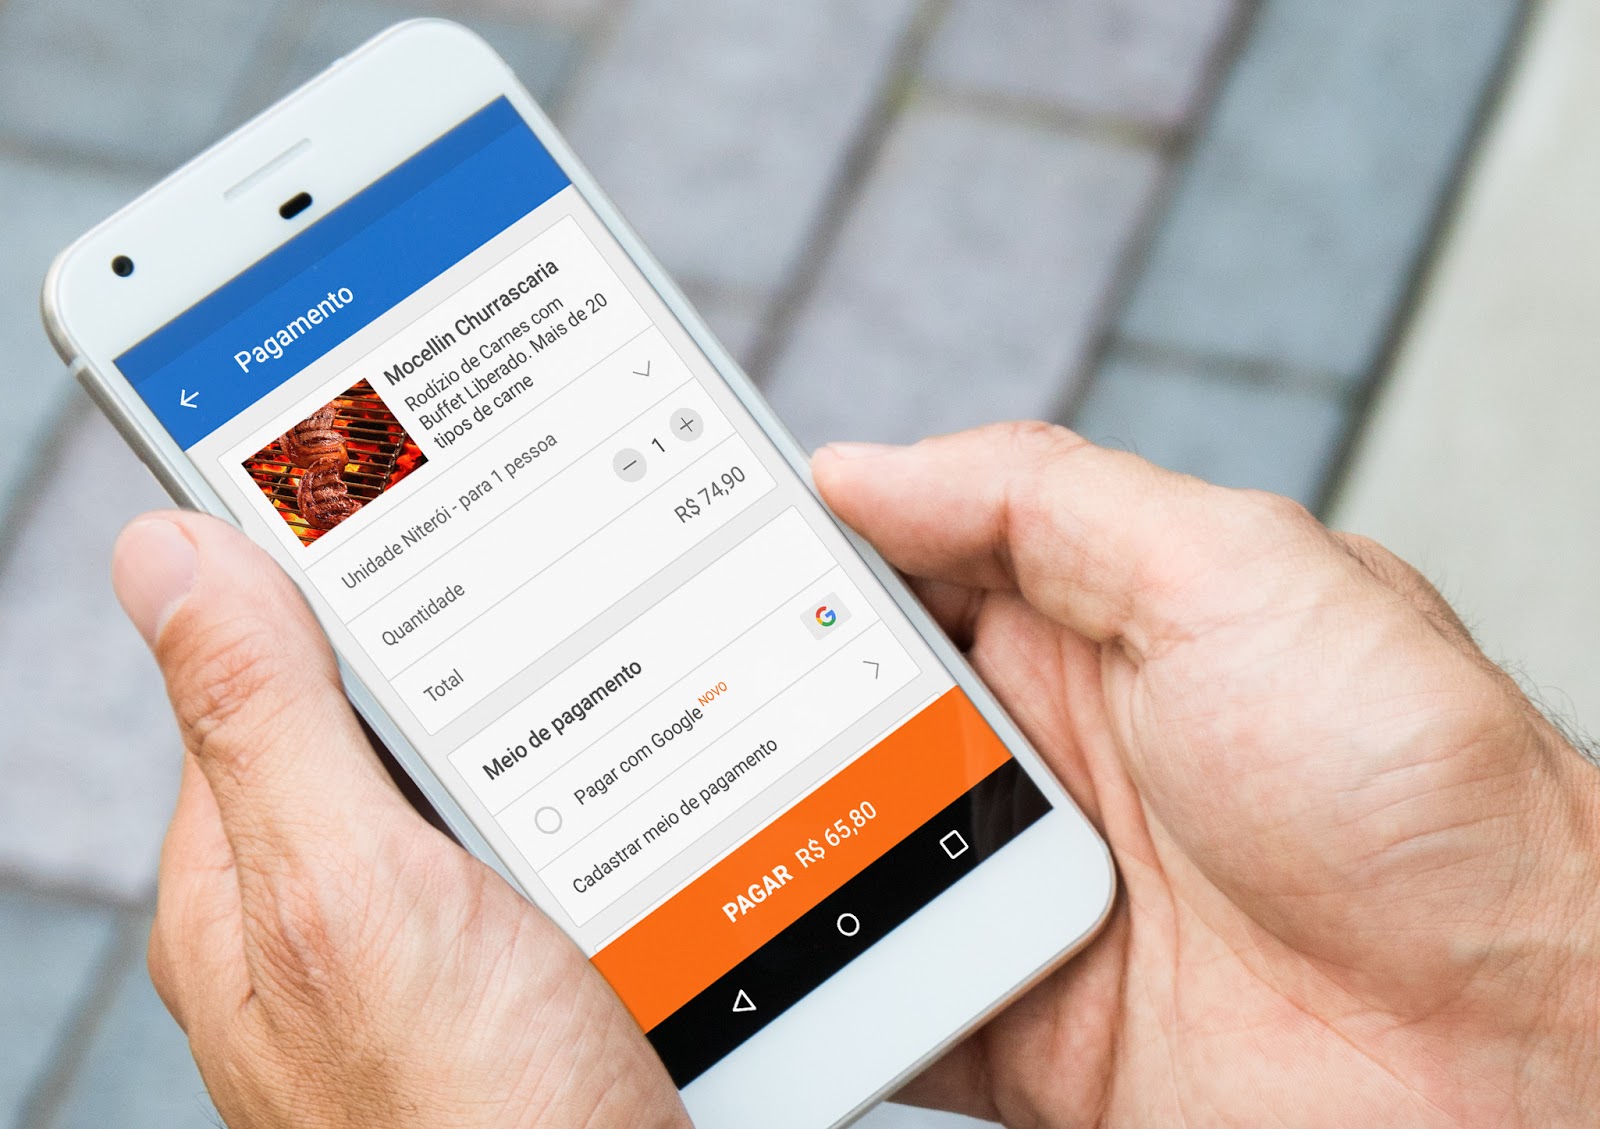 Pagamento
Mocellin Churrascaria
Rodízio de Carnes com
Buffet Liberado. Mais de 20
tipos de carne
Unidade Niterói - para 1 pessoa
Quantidade
1
Total
R$ 74,90
Meio de pagamento
Pagar com Google NOVO
G
Cadastrar meio de pagamento
PAGAR R$ 65,80